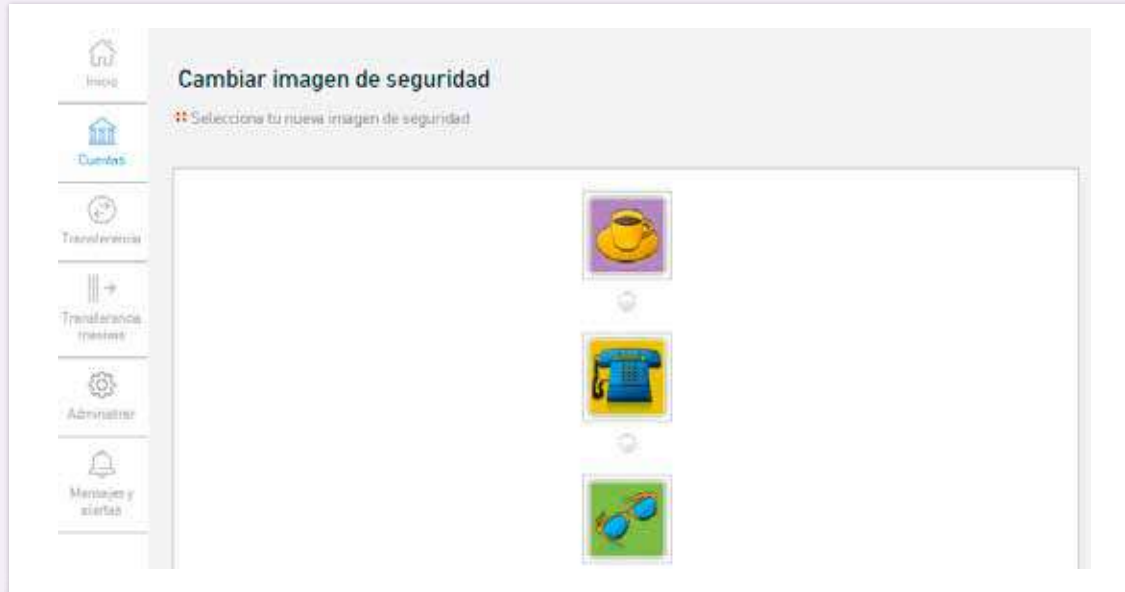 Inicio
Cambiar imagen de seguridad
Selecciona tu nueva imagen de seguridad
Cuentas
Transferencia
Transferencia
masivas
Administrar
Mensajes y
alertas